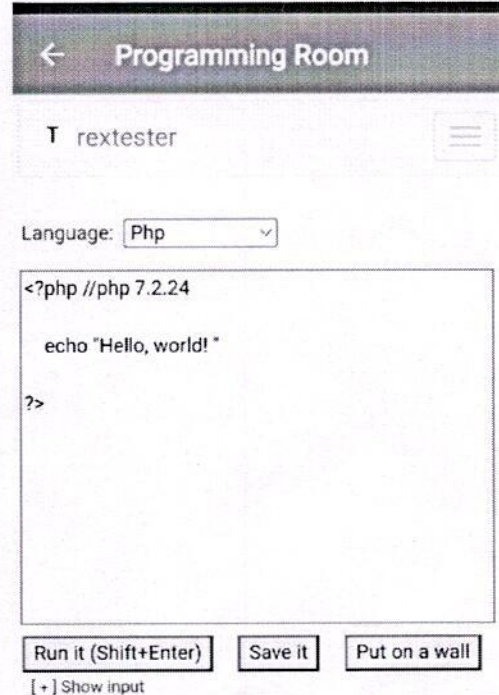 ← Programming Room
T rextester
Language: Php
<?php //php 7.2.24
echo "Hello, world! "
?>
Run it (Shift+Enter) Save it Put on a wall
[+] Show input